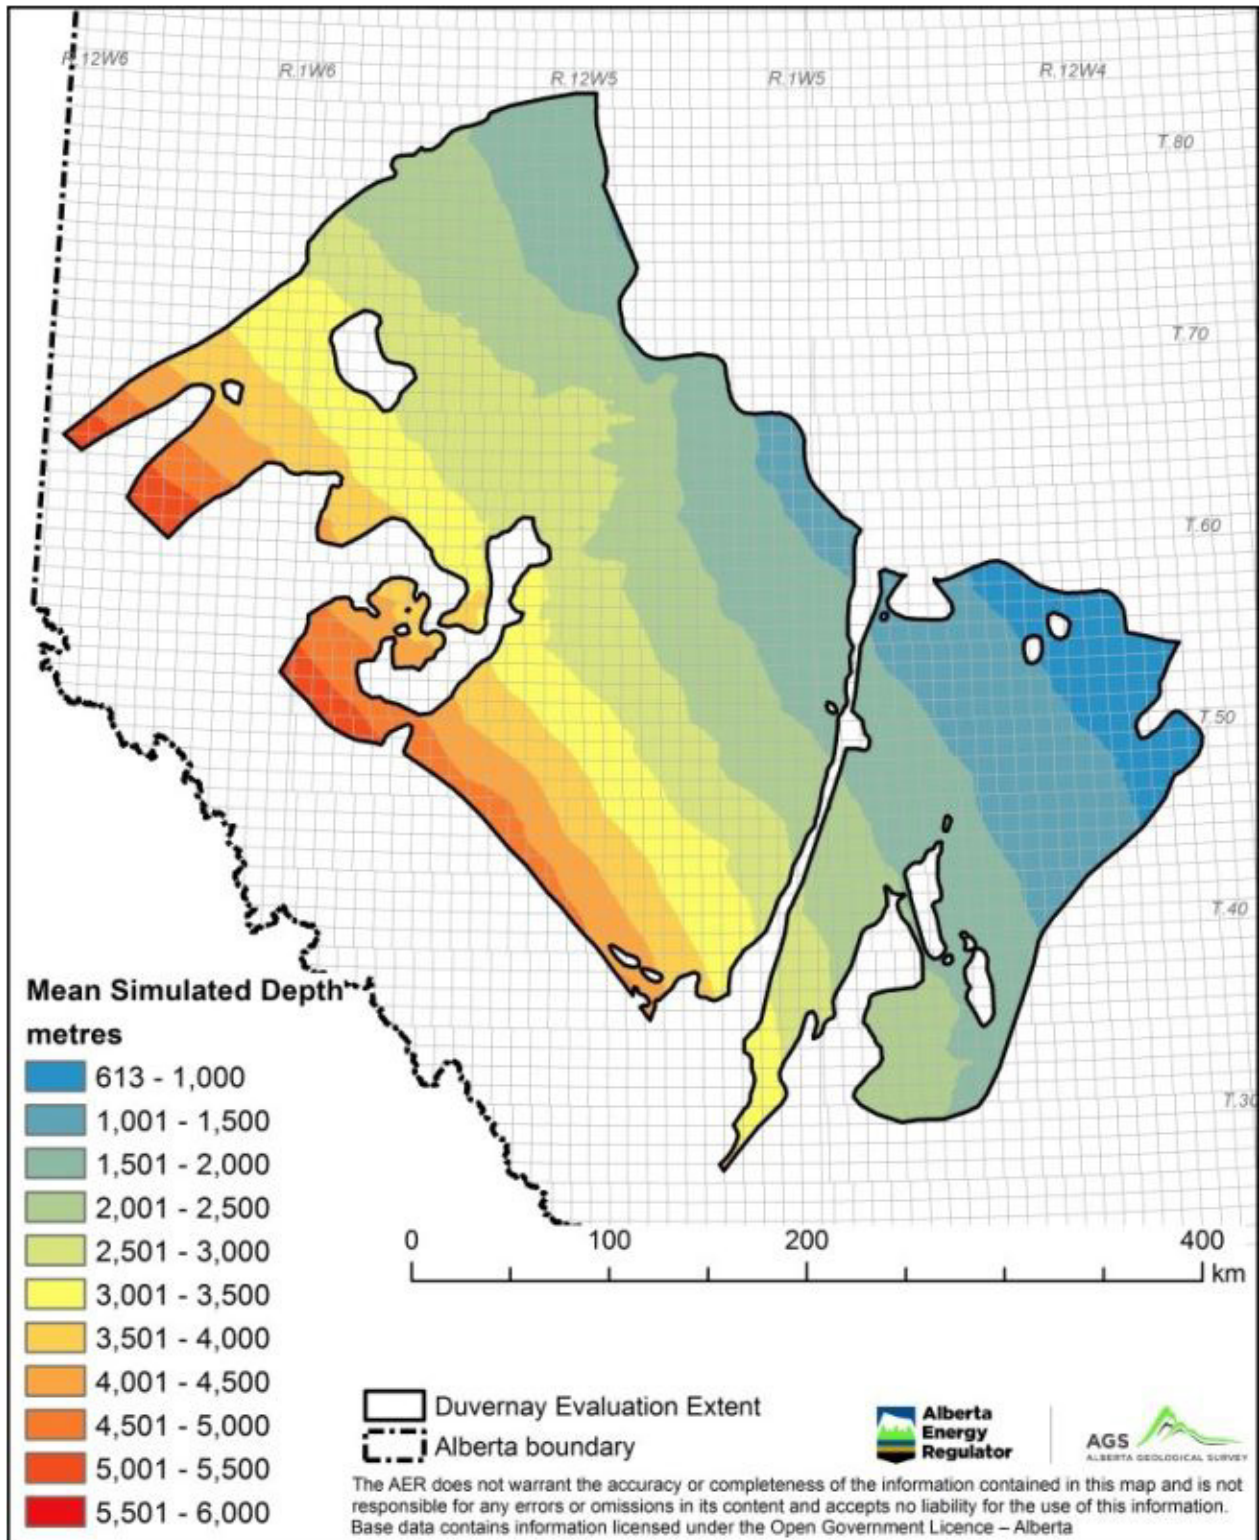 R.12W6
R.1W6
R.12W5
R.1W5
R.12W4
T.80
T.70
T.60
T.50
T.40
T.30
Mean Simulated Depth
metres
613 - 1,000
1,001 - 1,500
1,501 - 2,000
2,001 - 2,500
2,501 - 3,000
3,001 - 3,500
3,501 - 4,000
4,001 - 4,500
4,501 - 5,000
5,001 - 5,500
5,501 - 6,000
0 100 200 400
km
Duvernay Evaluation Extent
Alberta boundary
Alberta
Energy
Regulator
AGS
ALBERTA GEOLOGICAL SURVEY
The AER does not warrant the accuracy or completeness of the information contained in this map and is not
responsible for any errors or omissions in its content and accepts no liability for the use of this information.
Base data contains information licensed under the Open Government Licence – Alberta